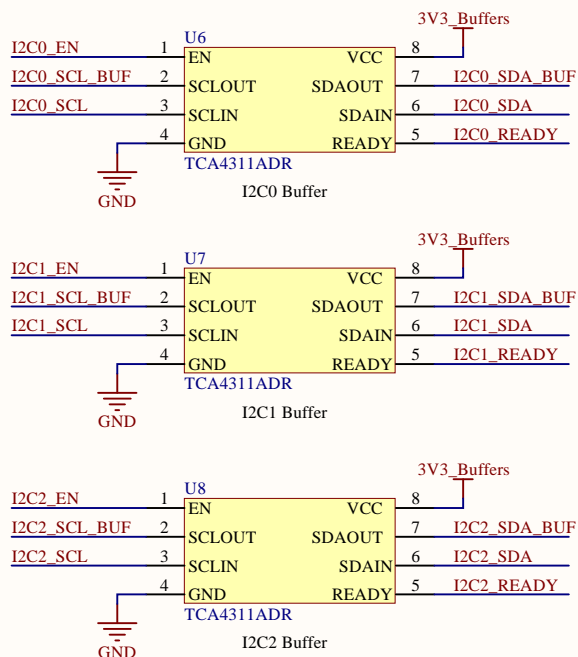 3V3_Buffers
U6
I2C0_EN 1 EN VCC 8
I2C0_SCL_BUF 2 SCLOUT SDAOUT 7 I2C0_SDA_BUF
I2C0_SCL 3 SCLIN SDAIN 6 I2C0_SDA
4 GND READY 5 I2C0_READY
TCA4311ADR
I2C0 Buffer
GND
3V3_Buffers
U7
I2C1_EN 1 EN VCC 8
I2C1_SCL_BUF 2 SCLOUT SDAOUT 7 I2C1_SDA_BUF
I2C1_SCL 3 SCLIN SDAIN 6 I2C1_SDA
4 GND READY 5 I2C1_READY
TCA4311ADR
I2C1 Buffer
GND
3V3_Buffers
U8
I2C2_EN 1 EN VCC 8
I2C2_SCL_BUF 2 SCLOUT SDAOUT 7 I2C2_SDA_BUF
I2C2_SCL 3 SCLIN SDAIN 6 I2C2_SDA
4 GND READY 5 I2C2_READY
TCA4311ADR
I2C2 Buffer
GND